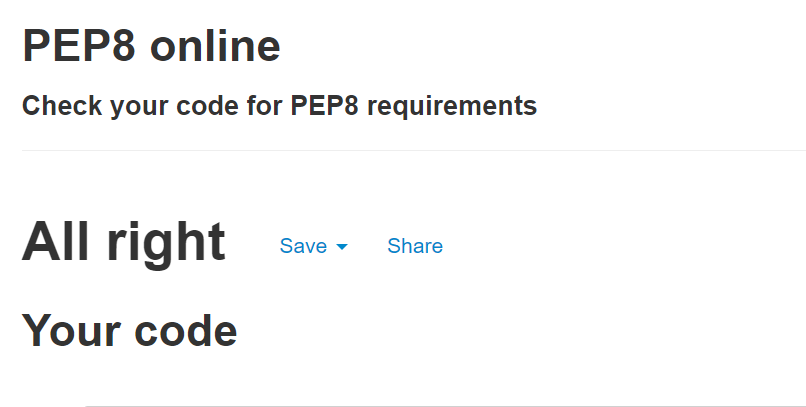 PEP8 online
Check your code for PEP8 requirements
All right Save Share
Your code